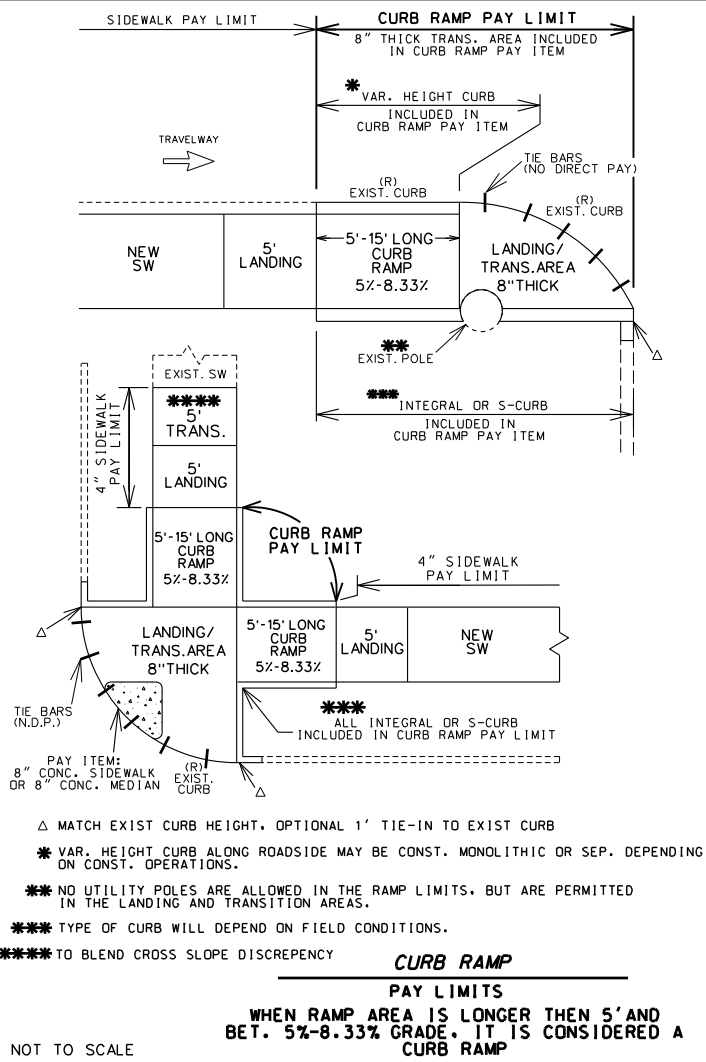 SIDEWALK PAY LIMIT
CURB RAMP PAY LIMIT
8" THICK TRANS. AREA INCLUDED
IN CURB RAMP PAY ITEM
*
VAR. HEIGHT CURB
INCLUDED IN
CURB RAMP PAY ITEM
TRAVELWAY
TIE BARS
(NO DIRECT PAY)
(R)
EXIST. CURB
(R)
EXIST. CURB
NEW
SW
5'
LANDING
5'-15' LONG
CURB
RAMP
5%-8.33%
LANDING/
TRANS.AREA
8"THICK
**
EXIST. POLE
△
***
INTEGRAL OR S-CURB
INCLUDED IN
CURB RAMP PAY ITEM
EXIST. SW
****
5'
TRANS.
4" SIDEWALK
PAY LIMIT
5'
LANDING
5'-15' LONG
CURB
RAMP
5%-8.33%
CURB RAMP
PAY LIMIT
4" SIDEWALK
PAY LIMIT
△
LANDING/
TRANS.AREA
8"THICK
5'-15' LONG
CURB
RAMP
5%-8.33%
5'
LANDING
NEW
SW
TIE BARS
(N.D.P.)
***
ALL INTEGRAL OR S-CURB
INCLUDED IN CURB RAMP PAY LIMIT
PAY ITEM:
8" CONC. SIDEWALK
OR 8" CONC. MEDIAN
(R)
EXIST.
CURB
△
△ MATCH EXIST CURB HEIGHT. OPTIONAL 1' TIE-IN TO EXIST CURB
* VAR. HEIGHT CURB ALONG ROADSIDE MAY BE CONST. MONOLITHIC OR SEP. DEPENDING
ON CONST. OPERATIONS.
** NO UTILITY POLES ARE ALLOWED IN THE RAMP LIMITS. BUT ARE PERMITTED
IN THE LANDING AND TRANSITION AREAS.
*** TYPE OF CURB WILL DEPEND ON FIELD CONDITIONS.
**** TO BLEND CROSS SLOPE DISCREPENCY
CURB RAMP
PAY LIMITS
WHEN RAMP AREA IS LONGER THEN 5' AND
BET. 5%-8.33% GRADE. IT IS CONSIDERED A
CURB RAMP
NOT TO SCALE